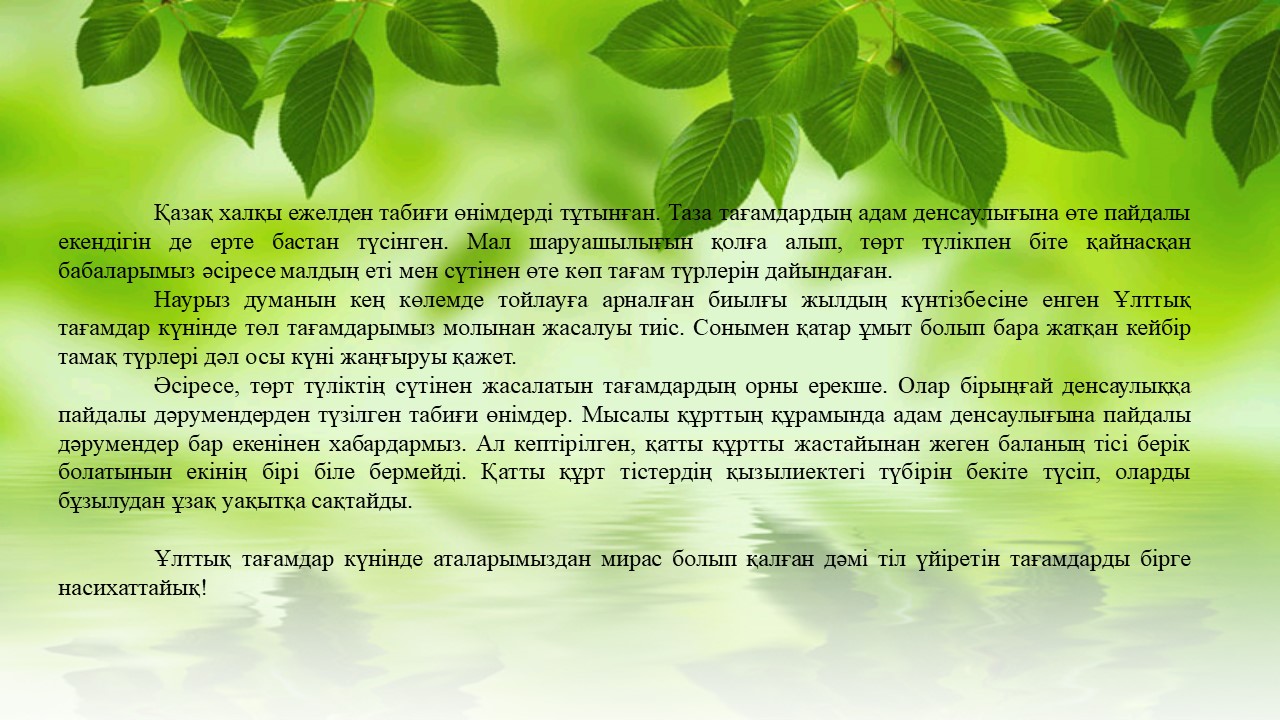 Қазақ халқы ежелден табиғи өнімдерді тұтынған. Таза тағамдардың адам денсаулығына өте пайдалы
екендігін де ерте бастан түсінген. Мал шаруашылығын қолға алып, төрт түлікпен біте қайнасқан
бабаларымыз әсіресе малдың еті мен сүтінен өте көп тағам түрлерін дайындаған.
Наурыз думанын кең көлемде тойлауға арналған биылғы жылдың күнтізбесіне енген Ұлттық
тағамдар күнінде төл тағамдарымыз молынан жасалуы тиіс. Сонымен қатар ұмыт болып бара жатқан кейбір
тамақ түрлері дәл осы күні жаңғыруы қажет.
Әсіресе, төрт түліктің сүтінен жасалатын тағамдардың орны ерекше. Олар бірыңғай денсаулыққа
пайдалы дәрумендерден түзілген табиғи өнімдер. Мысалы құрттың құрамында адам денсаулығына пайдалы
дәрумендер бар екенінен хабардармыз. Ал кептірілген, қатты құртты жастайынан жеген баланың тісі берік
болатынын екінің бірі біле бермейді. Қатты құрт тістердің қызылиектегі түбірін бекіте түсіп, оларды
бұзылудан ұзақ уақытқа сақтайды.
Ұлттық тағамдар күнінде аталарымыздан мирас болып қалған дәмі тіл үйіретін тағамдарды бірге
насихаттайық!